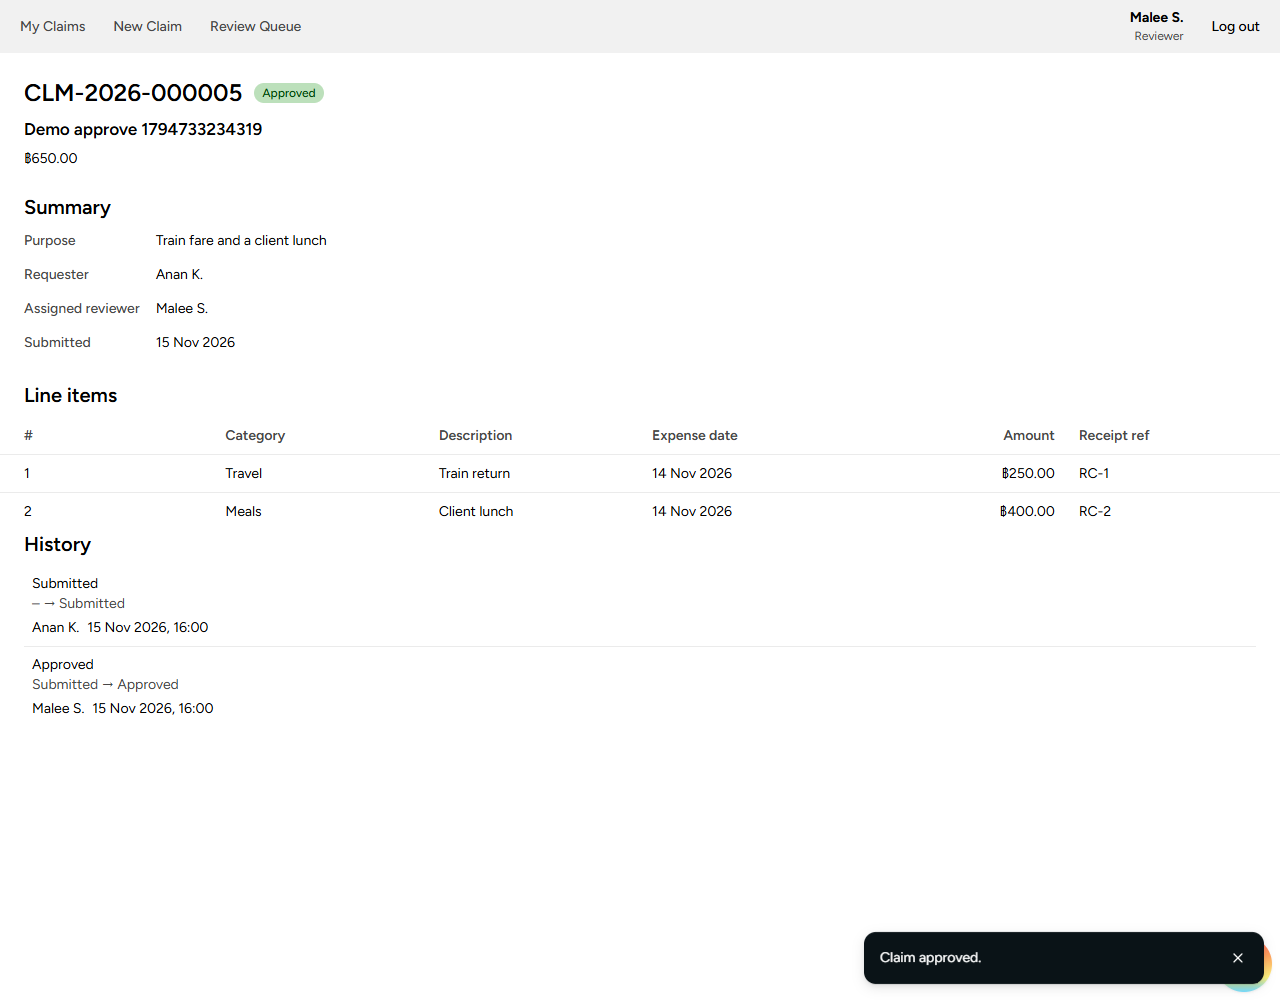 My Claims New Claim Review Queue Malee S. Reviewer Log out
CLM-2026-000005 Approved
Demo approve 1794733234319
฿650.00
Summary
Purpose Train fare and a client lunch
Requester Anan K.
Assigned reviewer Malee S.
Submitted 15 Nov 2026
Line items
# Category Description Expense date Amount Receipt ref
1 Travel Train return 14 Nov 2026 ฿250.00 RC-1
2 Meals Client lunch 14 Nov 2026 ฿400.00 RC-2
History
Submitted
– → Submitted
Anan K. 15 Nov 2026, 16:00
Approved
Submitted → Approved
Malee S. 15 Nov 2026, 16:00
Claim approved.